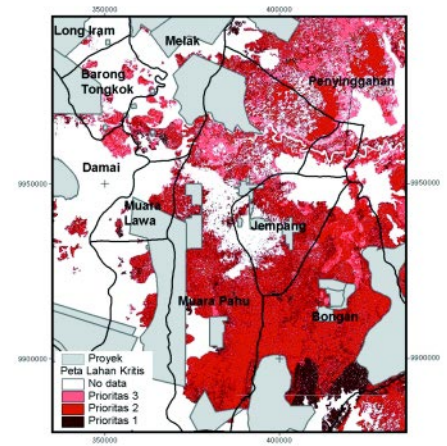 350000
400000
Long Iram
Melak
Barong
Tongkok
Penyinggahan
Damai
9950000
9950000
Muara
Lawa
Jempang
Muara Pahu
Bongan
9900000
9900000
Proyek
Peta Lahan Kritis
No data
Prioritas 3
Prioritas 2
Prioritas 1
350000
400000